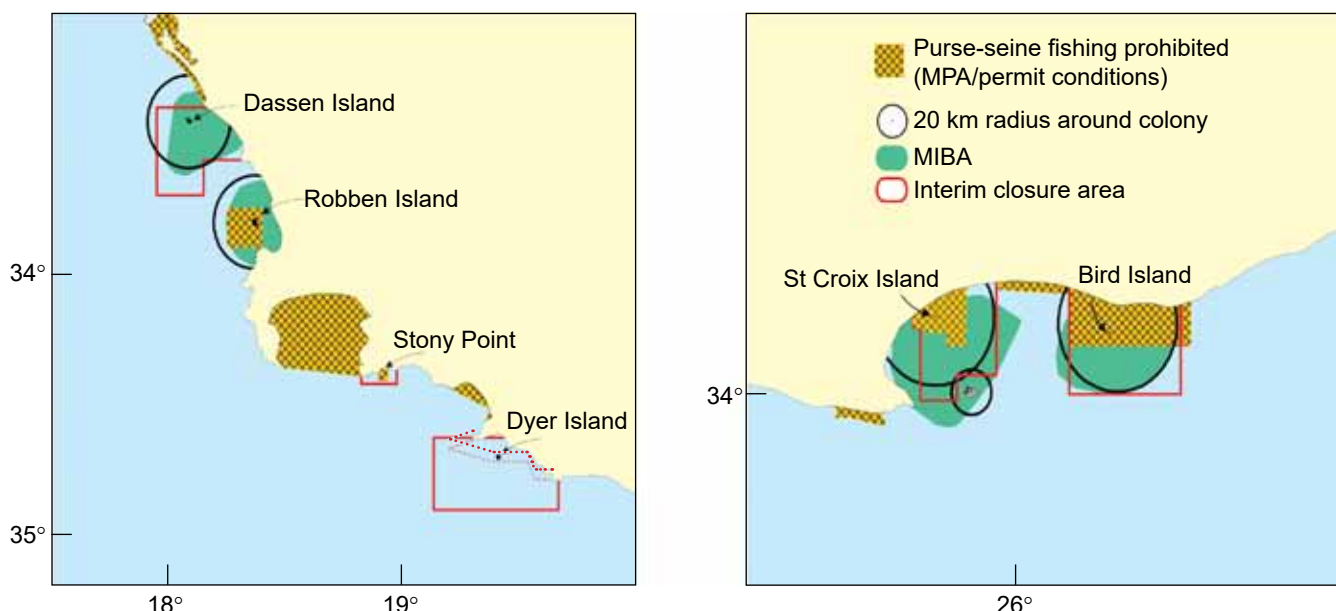 Dassen Island
Robben Island
Stony Point
Dyer Island
34°
35°
18°
19°
Purse-seine fishing prohibited
(MPA/permit conditions)
20 km radius around colony
MIBA
Interim closure area
St Croix Island
Bird Island
34°
26°